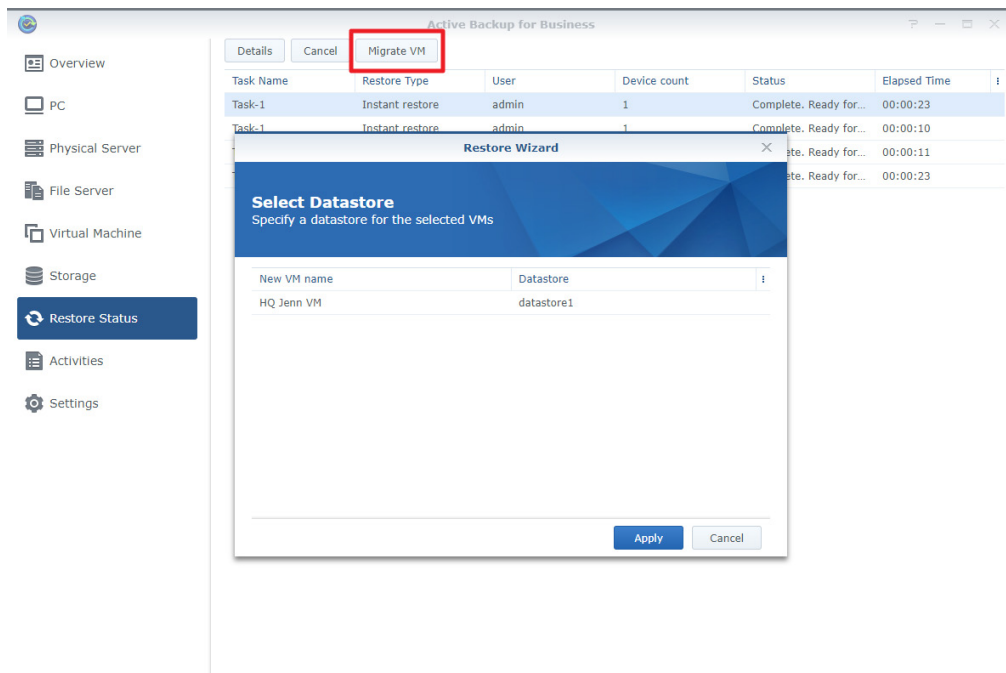 Active Backup for Business
Overview
PC
Physical Server
File Server
Virtual Machine
Storage
Restore Status
Activities
Settings
Details Cancel Migrate VM
Task Name Restore Type User Device count Status Elapsed Time
Task-1 Instant restore admin 1 Complete. Ready for... 00:00:23
Task-1 Instant restore admin 1 Complete. Ready for... 00:00:10
ete. Ready for... 00:00:11
ete. Ready for... 00:00:23
Restore Wizard
Select Datastore
Specify a datastore for the selected VMs
New VM name Datastore
HQ Jenn VM datastore1
Apply Cancel